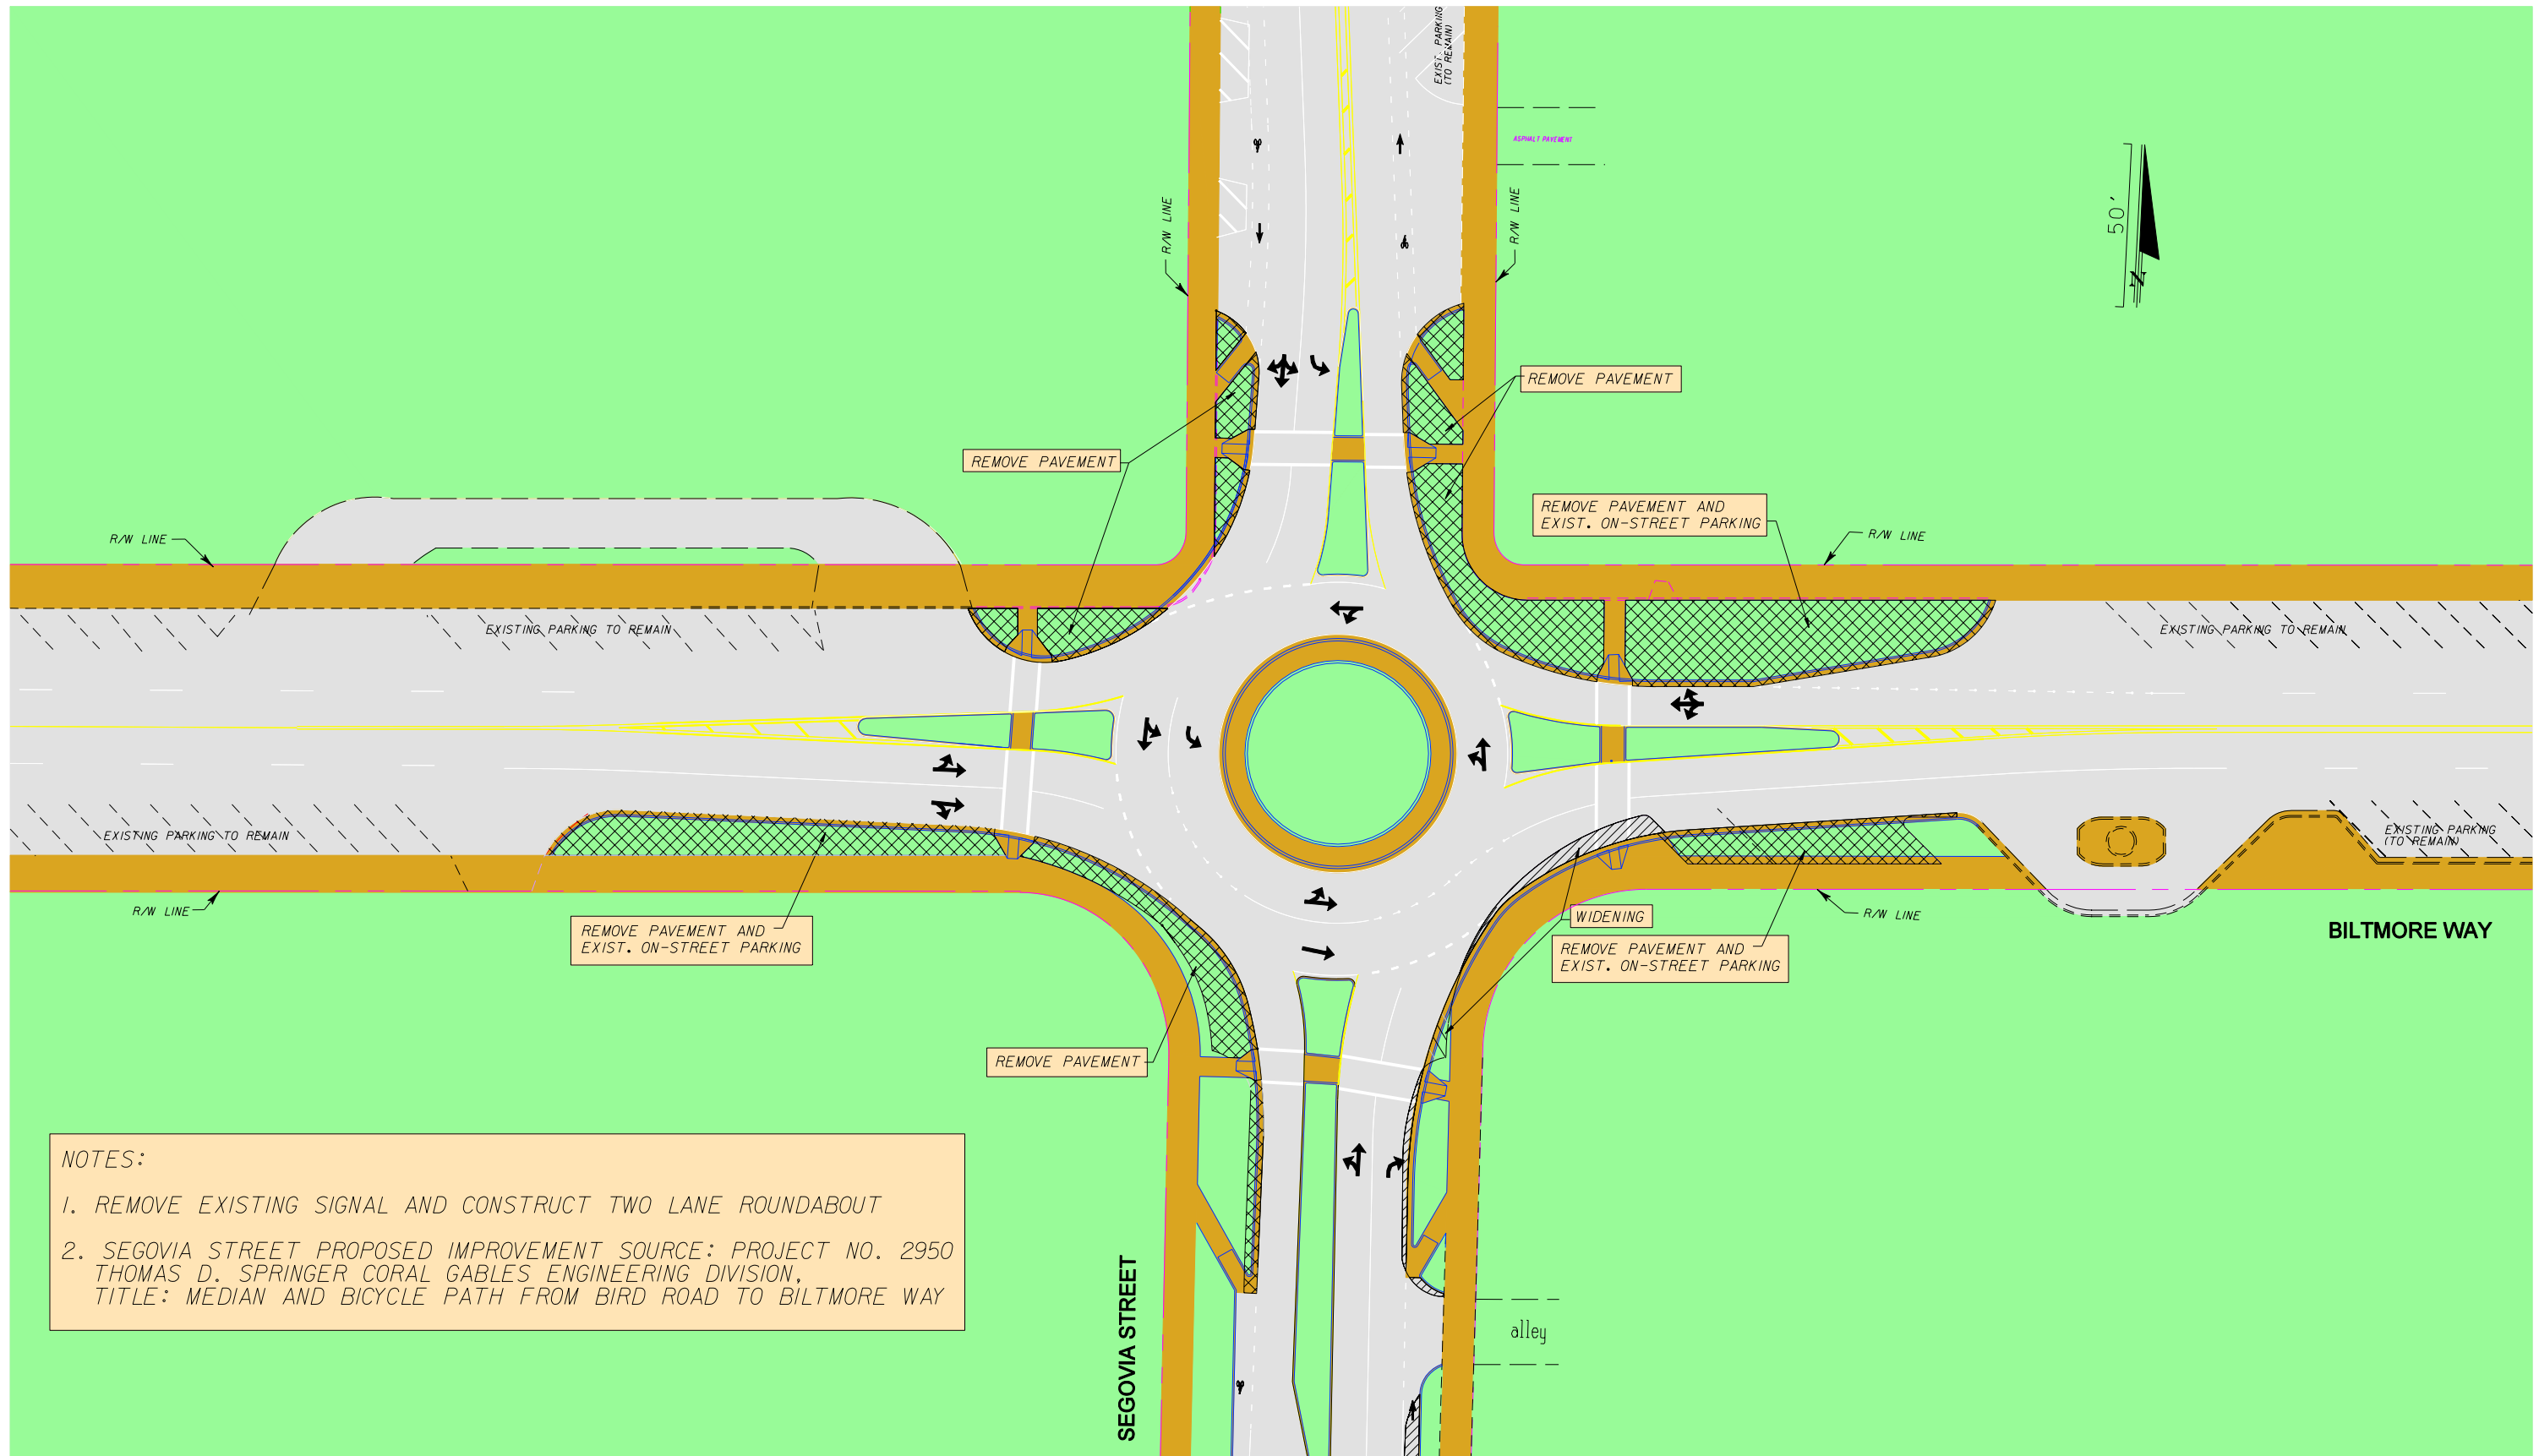 EXIST. PARKING
(TO REMAIN)
ASPHALT PAVEMENT
R/W LINE
R/W LINE
50'
N
REMOVE PAVEMENT
REMOVE PAVEMENT
REMOVE PAVEMENT AND
EXIST. ON-STREET PARKING
R/W LINE
R/W LINE
EXISTING PARKING TO REMAIN
EXISTING PARKING TO REMAIN
EXISTING PARKING TO REMAIN
EXISTING PARKING
(TO REMAIN)
R/W LINE
R/W LINE
WIDENING
REMOVE PAVEMENT AND
EXIST. ON-STREET PARKING
REMOVE PAVEMENT AND
EXIST. ON-STREET PARKING
BILTMORE WAY
REMOVE PAVEMENT
NOTES:
1. REMOVE EXISTING SIGNAL AND CONSTRUCT TWO LANE ROUNDABOUT
2. SEGOVIA STREET PROPOSED IMPROVEMENT SOURCE: PROJECT NO. 2950
THOMAS D. SPRINGER CORAL GABLES ENGINEERING DIVISION,
TITLE: MEDIAN AND BICYCLE PATH FROM BIRD ROAD TO BILTMORE WAY
SEGOVIA STREET
alley